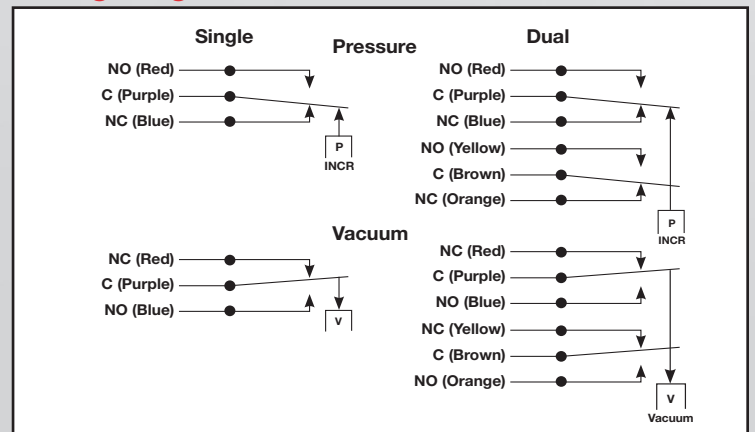 Single
Pressure
Dual
NO (Red)
C (Purple)
NC (Blue)
P
INCR
NO (Red)
C (Purple)
NC (Blue)
NO (Yellow)
C (Brown)
NC (Orange)
P
INCR
Vacuum
NC (Red)
C (Purple)
NO (Blue)
V
NC (Red)
C (Purple)
NO (Blue)
NC (Yellow)
C (Brown)
NO (Orange)
V
Vacuum